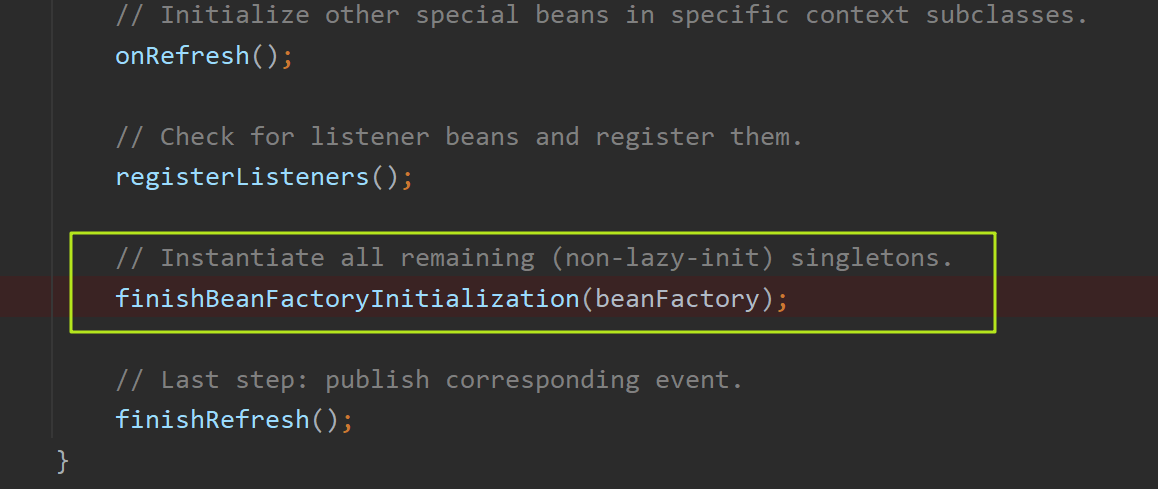 // Initialize other special beans in specific context subclasses.
onRefresh();
// Check for listener beans and register them.
registerListeners();
// Instantiate all remaining (non-lazy-init) singletons.
finishBeanFactoryInitialization(beanFactory);
// Last step: publish corresponding event.
finishRefresh();
}